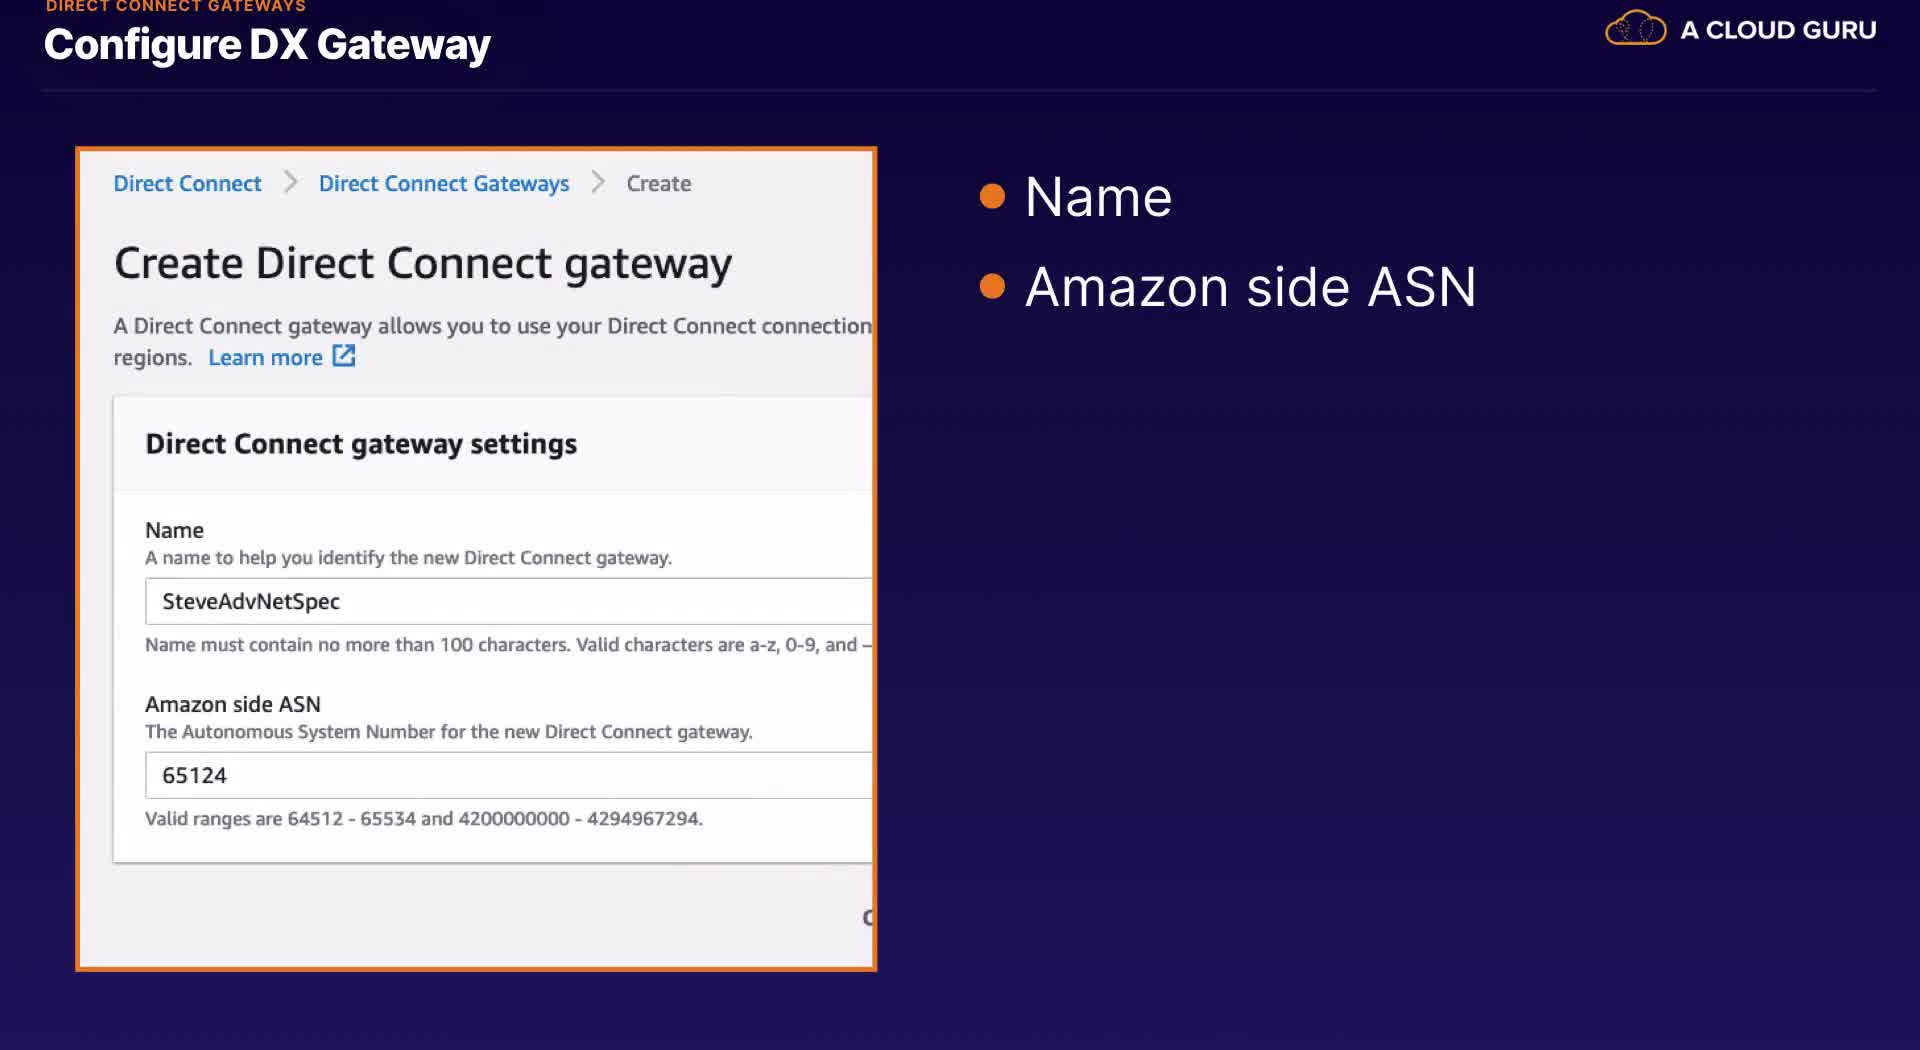 DIRECT CONNECT GATEWAYS
Configure DX Gateway
A CLOUD GURU
Direct Connect > Direct Connect Gateways > Create
Create Direct Connect gateway
A Direct Connect gateway allows you to use your Direct Connect connection
regions. Learn more
Direct Connect gateway settings
Name
A name to help you identify the new Direct Connect gateway.
SteveAdvNetSpec
Name must contain no more than 100 characters. Valid characters are a-z, 0-9, and –
Amazon side ASN
The Autonomous System Number for the new Direct Connect gateway.
65124
Valid ranges are 64512 - 65534 and 4200000000 - 4294967294.
• Name
• Amazon side ASN